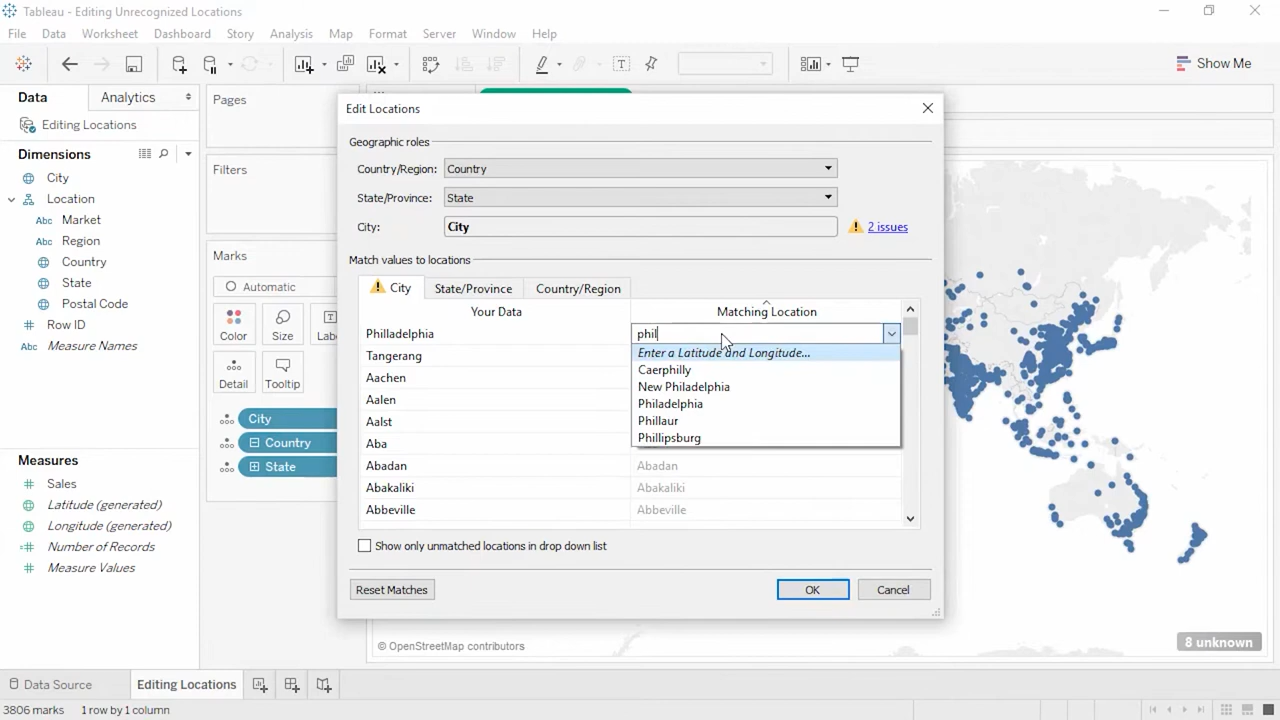 Tableau - Editing Unrecognized Locations
File Data Worksheet Dashboard Story Analysis Map Format Server Window Help
Show Me
Data Analytics
Editing Locations
Dimensions
City
Location
Abc Market
Abc Region
Country
State
Postal Code
Row ID
Abc Measure Names
Measures
Sales
Latitude (generated)
Longitude (generated)
Number of Records
Measure Values
Pages
Filters
Marks
Automatic
Color Size
Detail Tooltip
City
Country
State
Edit Locations
Geographic roles
Country/Region: Country
State/Province: State
City: City 2 issues
Match values to locations
City State/Province Country/Region
Your Data Matching Location
Philladelphia phil
Tangerang
Aachen
Aalen
Aalst
Aba
Abadan Abadan
Abakaliki Abakaliki
Abbeville Abbeville
Enter a Latitude and Longitude...
Caerphilly
New Philadelphia
Philadelphia
Phillaur
Phillipsburg
Show only unmatched locations in drop down list
Reset Matches OK Cancel
© OpenStreetMap contributors
8 unknown
Data Source Editing Locations
3806 marks 1 row by 1 column